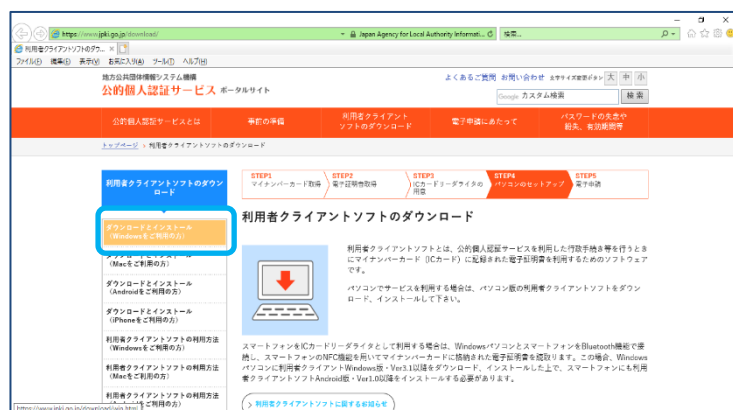 https://www.jpki.go.jp/download/
Japan Agency for Local Authority Informati...
検索...
利用者クライアントソフトのダウ...
ファイル(F) 編集(E) 表示(V) お気に入り(A) ツール(T) ヘルプ(H)
地方公共団体情報システム機構
公的個人認証サービス ポータルサイト
よくあるご質問 お問い合わせ 文字サイズ変更ボタン 大 中 小
Google カスタム検索 検索
公的個人認証サービスとは
事前の準備
利用者クライアント
ソフトのダウンロード
電子申請にあたって
パスワードの失念や
紛失、有効期間等
トップページ > 利用者クライアントソフトのダウンロード
利用者クライアントソフトのダウン
ロード
ダウンロードとインストール
(Windowsをご利用の方)
ダウンロードとインストール
(Macをご利用の方)
ダウンロードとインストール
(Androidをご利用の方)
ダウンロードとインストール
(iPhoneをご利用の方)
利用者クライアントソフトの利用方法
(Windowsをご利用の方)
利用者クライアントソフトの利用方法
(Macをご利用の方)
利用者クライアントソフトの利用方法
(Androidをご利用の方)
STEP1
マイナンバーカード取得
STEP2
電子証明書取得
STEP3
ICカードリーダライタの
用意
STEP4
パソコンのセットアップ
STEP5
電子申請
利用者クライアントソフトのダウンロード
利用者クライアントソフトとは、公的個人認証サービスを利用した行政手続き等を行うとき
にマイナンバーカード（ICカード）に記録された電子証明書を利用するためのソフトウェア
です。
パソコンでサービスを利用する場合は、パソコン版の利用者クライアントソフトをダウン
ロード、インストールして下さい。
スマートフォンをICカードリーダライタとして利用する場合は、WindowsパソコンとスマートフォンをBluetooth機能で接
続し、スマートフォンのNFC機能を用いてマイナンバーカードに格納された電子証明書を読取ります。この場合、Windows
パソコンに利用者クライアントWindows版・Ver3.1以降をダウンロード、インストールした上で、スマートフォンにも利用
者クライアントソフトAndroid版・Ver1.0以降をインストールする必要があります。
> 利用者クライアントソフトに関するお知らせ
https://www.jpki.go.jp/download/win.html